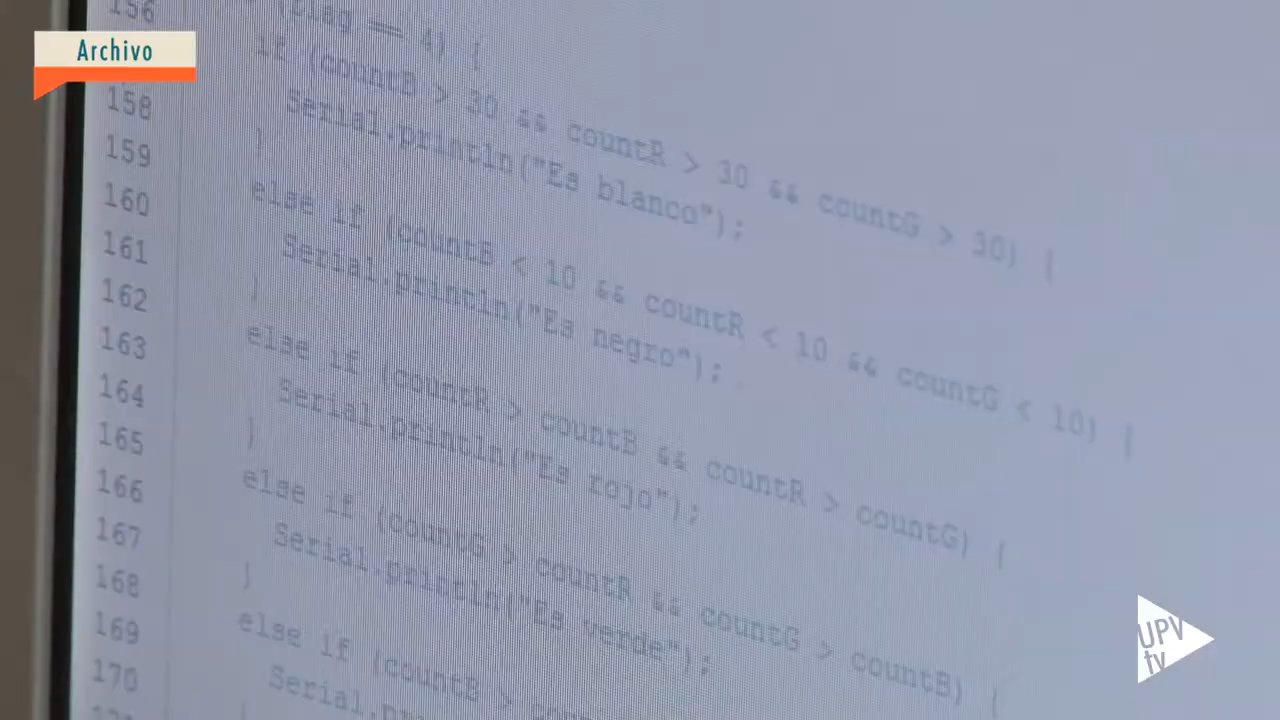 Archivo
156
(flag == 4) {
if (countB > 30 && countR > 30 && countG > 30) {
158
Serial.println("Es blanco");
159
}
160
else if (countB < 10 && countR < 10 && countG < 10) {
161
Serial.println("Es negro");
162
}
163
else if (countR > countB && countR > countG) {
164
Serial.println("Es rojo");
165
}
166
else if (countG > countR && countG > countB) {
167
Serial.println("Es verde");
168
}
169
else if (countB >
170
UPV
tv